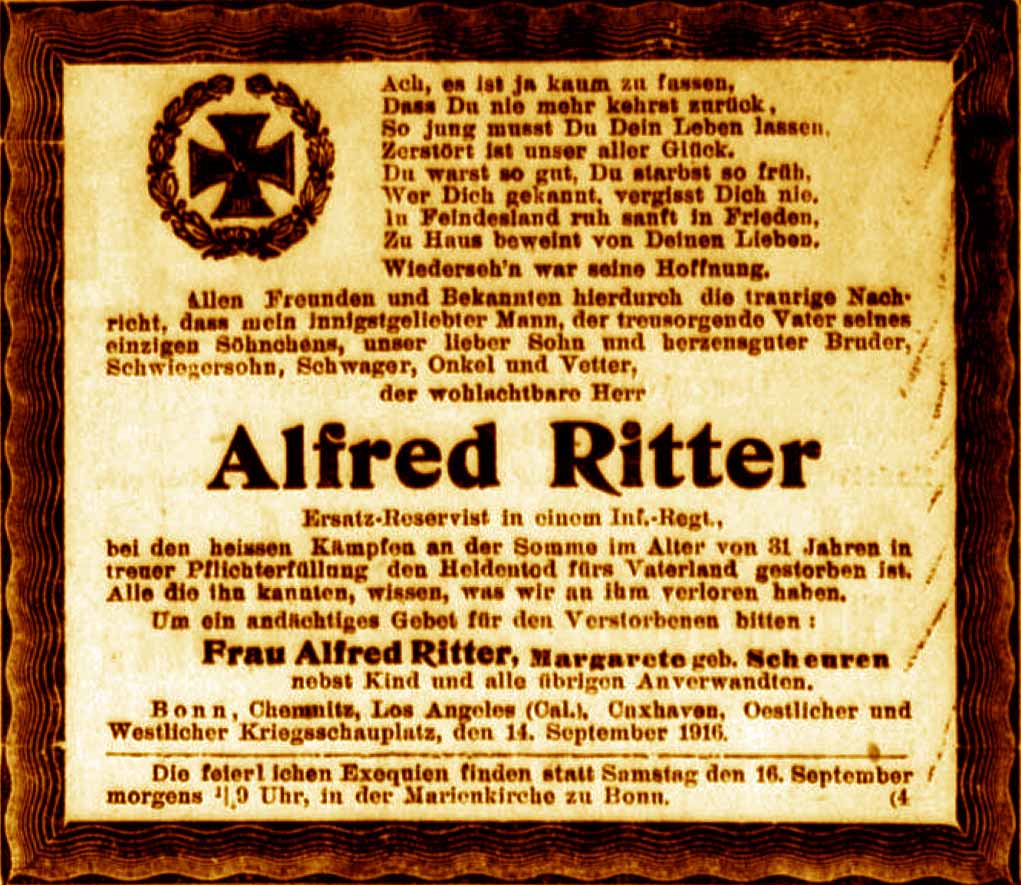 Ach, es ist ja kaum zu fassen,
Dass Du nie mehr kehrst zurück,
So jung musst Du Dein Leben lassen,
Zerstört ist unser aller Glück.
Du warst so gut, Du starbst so früh,
Wer Dich gekannt, vergisst Dich nie.
In Feindesland ruh sanft in Frieden,
Zu Haus beweint von Deinen Lieben.
Wiederseh'n war seine Hoffnung.
Allen Freunden und Bekannten hierdurch die traurige Nach-
richt, dass mein innigstgeliebter Mann, der treusorgende Vater seines
einzigen Söhnchens, unser lieber Sohn und herzensguter Bruder,
Schwiegersohn, Schwager, Onkel und Vetter,
der wohlachtbare Herr
Alfred Ritter
Ersatz-Reservist in einem Inf.-Regt.,
bei den heissen Kämpfen an der Somme im Alter von 31 Jahren in
treuer Pflichterfüllung den Heldentod fürs Vaterland gestorben ist.
Alle die ihn kannten, wissen, was wir an ihm verloren haben.
Um ein andächtiges Gebet für den Verstorbenen bitten:
Frau Alfred Ritter, Margarete geb. Scheuren
nebst Kind und alle übrigen Anverwandten.
Bonn, Chemnitz, Los Angeles (Cal.), Cuxhaven, Oestlicher und
Westlicher Kriegsschauplatz, den 14. September 1916.
Die feierlichen Exequien finden statt Samstag den 16. September
morgens Uhr, in der Marienkirche zu Bonn. (4